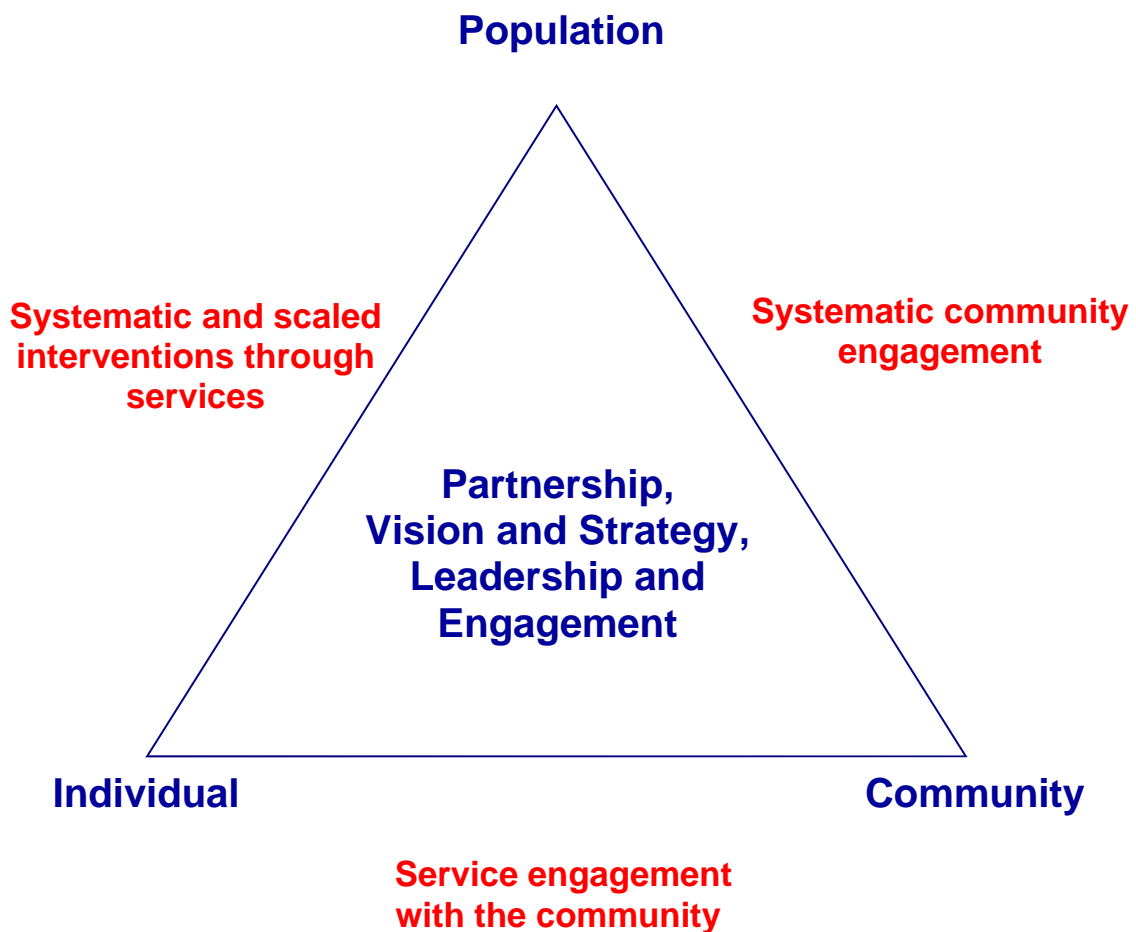 Population
Systematic and scaled
interventions through
services
Systematic community
engagement
Partnership,
Vision and Strategy,
Leadership and
Engagement
Individual
Community
Service engagement
with the community